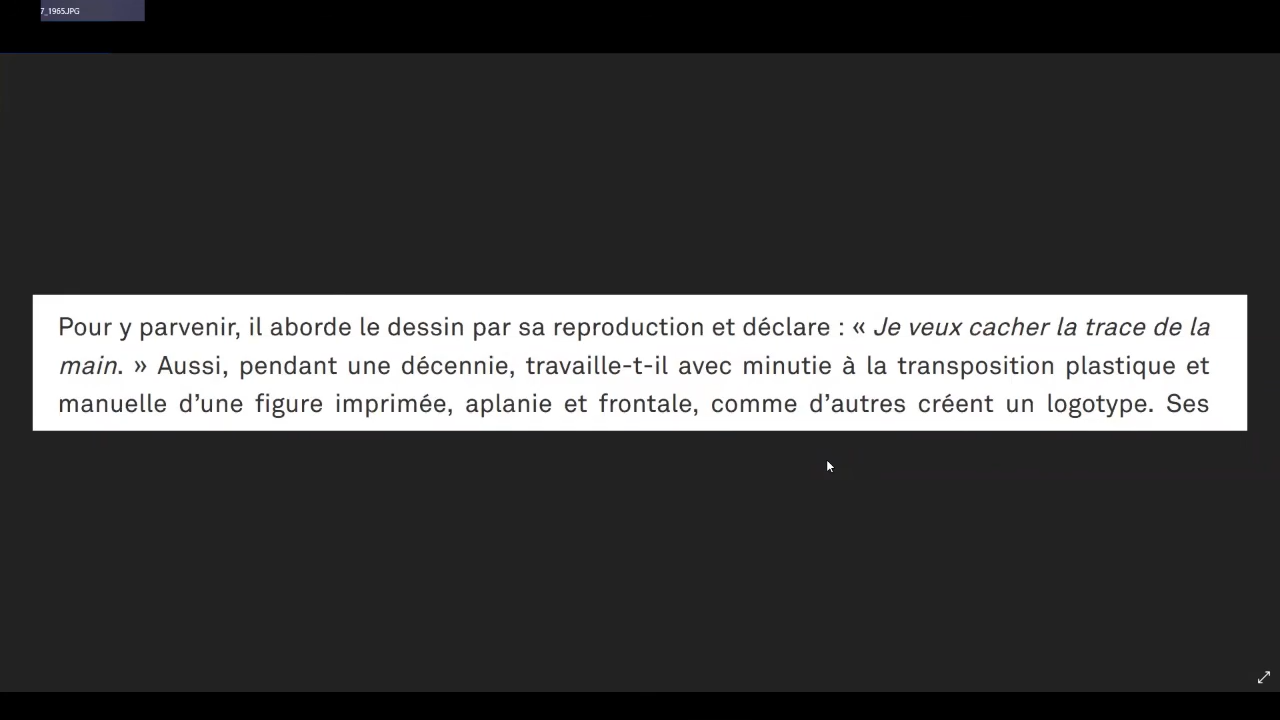 7_1965.JPG
Pour y parvenir, il aborde le dessin par sa reproduction et déclare : « Je veux cacher la trace de la
main. » Aussi, pendant une décennie, travaille-t-il avec minutie à la transposition plastique et
manuelle d’une figure imprimée, aplanie et frontale, comme d’autres créent un logotype. Ses